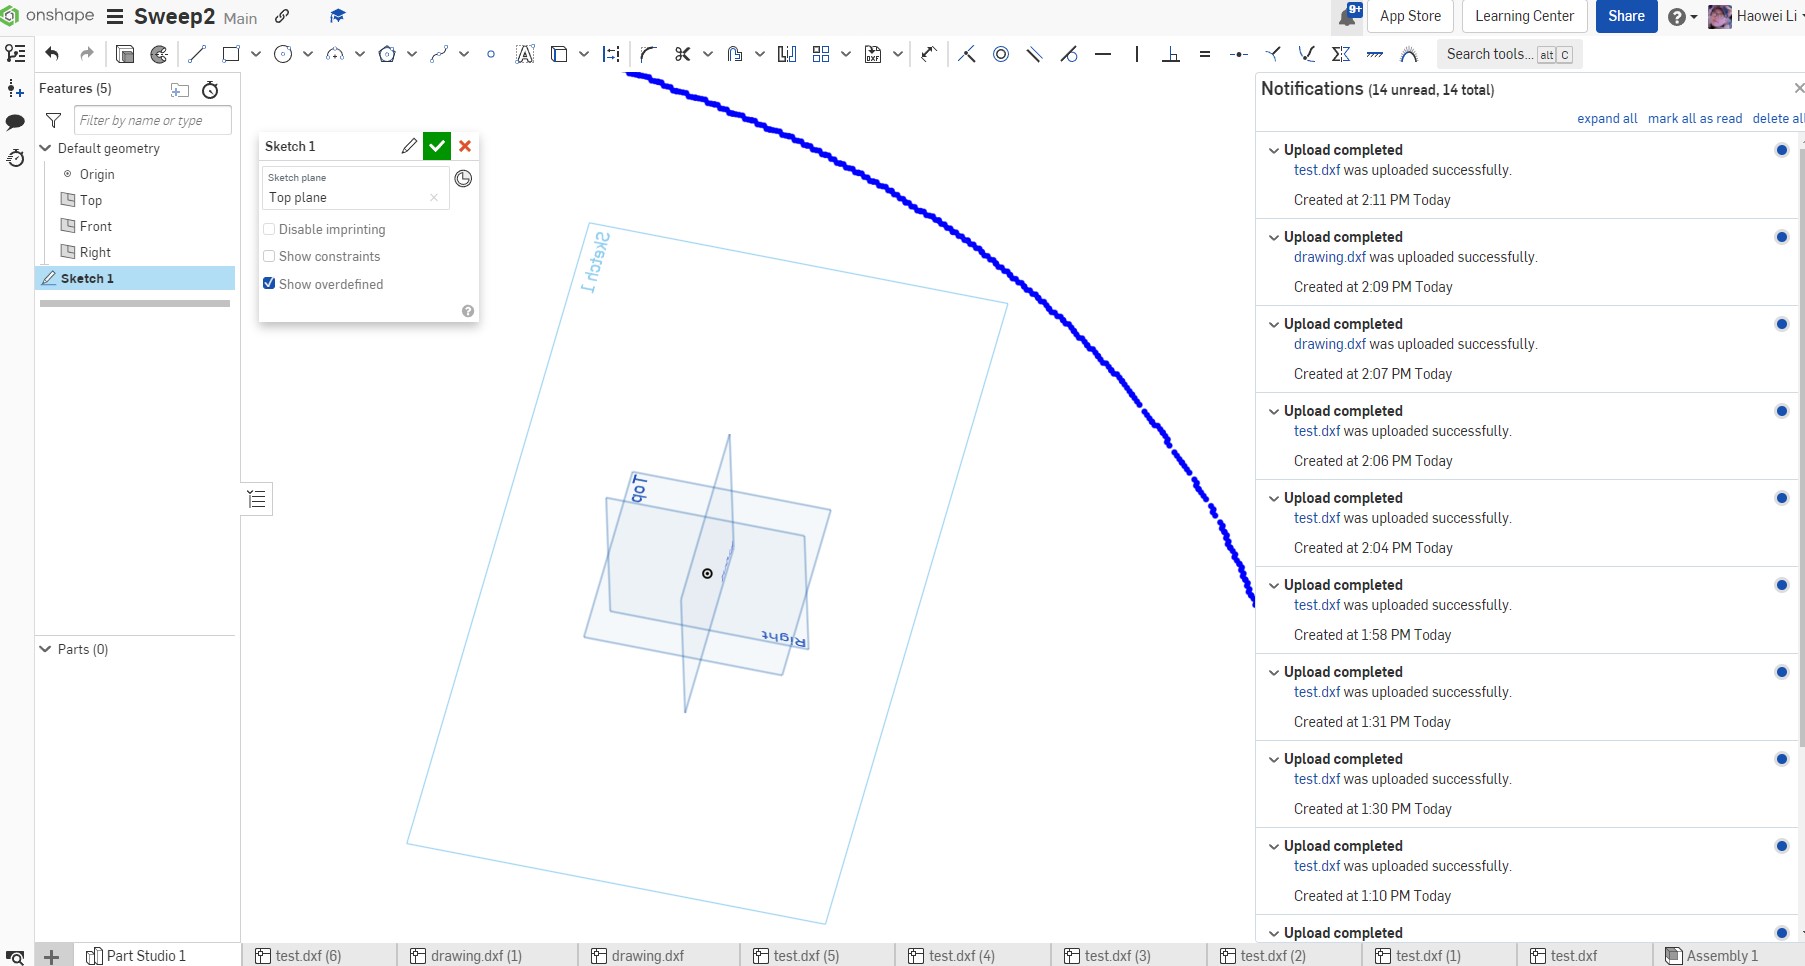 onshape
Sweep2 Main
9+
App Store
Learning Center
Share
Haowei Li
DXF
Search tools... alt C
Features (5)
Filter by name or type
Default geometry
Origin
Top
Front
Right
Sketch 1
Parts (0)
Sketch 1
Sketch plane
Top plane
Disable imprinting
Show constraints
Show overdefined
Sketch 1
Top
Right
Notifications (14 unread, 14 total)
expand all mark all as read delete all
Upload completed
test.dxf was uploaded successfully.
Created at 2:11 PM Today
Upload completed
drawing.dxf was uploaded successfully.
Created at 2:09 PM Today
Upload completed
drawing.dxf was uploaded successfully.
Created at 2:07 PM Today
Upload completed
test.dxf was uploaded successfully.
Created at 2:06 PM Today
Upload completed
test.dxf was uploaded successfully.
Created at 2:04 PM Today
Upload completed
test.dxf was uploaded successfully.
Created at 1:58 PM Today
Upload completed
test.dxf was uploaded successfully.
Created at 1:31 PM Today
Upload completed
test.dxf was uploaded successfully.
Created at 1:30 PM Today
Upload completed
test.dxf was uploaded successfully.
Created at 1:10 PM Today
Upload completed
Part Studio 1
test.dxf (6)
drawing.dxf (1)
drawing.dxf
test.dxf (5)
test.dxf (4)
test.dxf (3)
test.dxf (2)
test.dxf (1)
test.dxf
Assembly 1